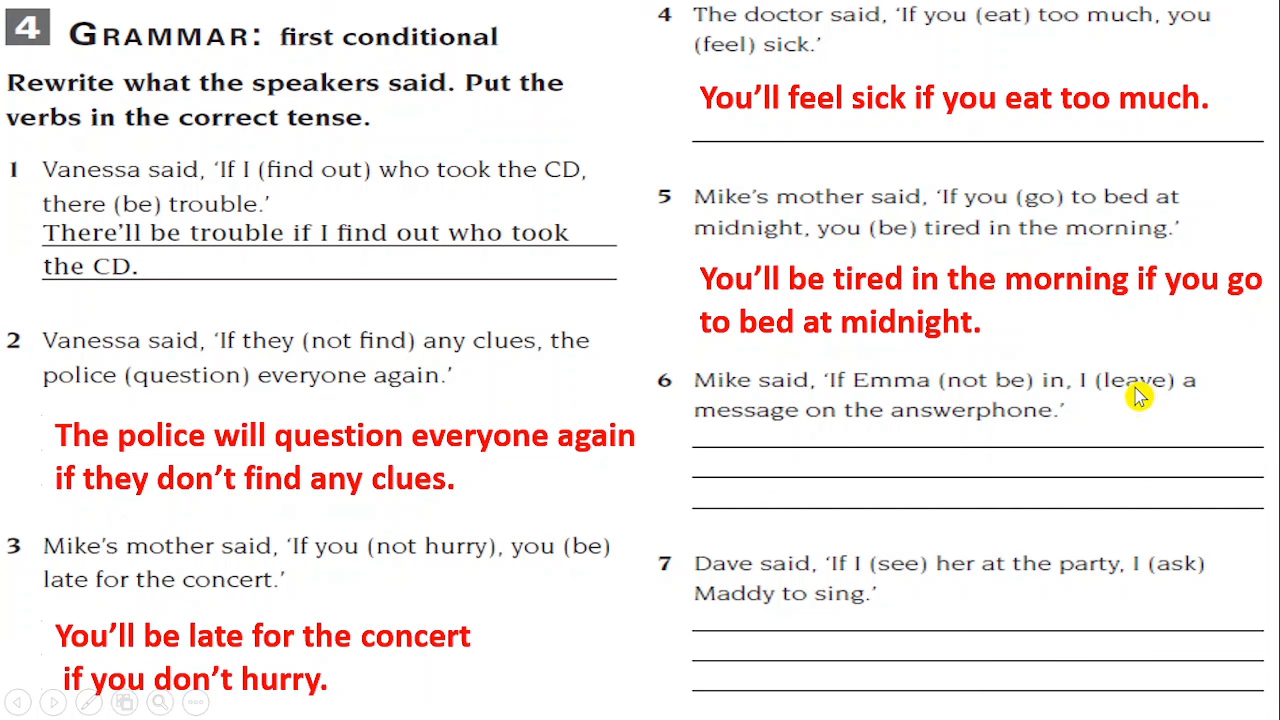 4 GRAMMAR: first conditional
Rewrite what the speakers said. Put the
verbs in the correct tense.
1 Vanessa said, ‘If I (find out) who took the CD,
there (be) trouble.’
There’ll be trouble if I find out who took
the CD.
2 Vanessa said, ‘If they (not find) any clues, the
police (question) everyone again.’
The police will question everyone again
if they don’t find any clues.
3 Mike’s mother said, ‘If you (not hurry), you (be)
late for the concert.’
You’ll be late for the concert
if you don’t hurry.
4 The doctor said, ‘If you (eat) too much, you
(feel) sick.’
You’ll feel sick if you eat too much.
5 Mike’s mother said, ‘If you (go) to bed at
midnight, you (be) tired in the morning.’
You’ll be tired in the morning if you go
to bed at midnight.
6 Mike said, ‘If Emma (not be) in, I (leave) a
message on the answerphone.’
7 Dave said, ‘If I (see) her at the party, I (ask)
Maddy to sing.’